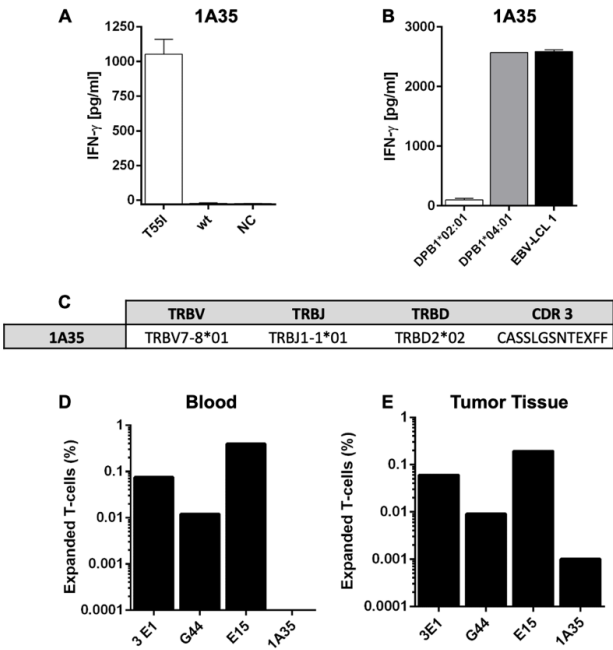 A 1A35
IFN-γ [pg/ml]
1250
1000
750
500
250
0
T55I wt NC
B 1A35
IFN-γ [pg/ml]
3000
2000
1000
0
DPB1*02:01 DPB1*04:01 EBV-LCL 1
C
TRBV TRBJ TRBD CDR 3
1A35 TRBV7-8*01 TRBJ1-1*01 TRBD2*02 CASSLGSNTEXFF
D Blood
Expanded T-cells (%)
1
0.1
0.01
0.001
0.0001
3 E1 G44 E15 1A35
E Tumor Tissue
Expanded T-cells (%)
1
0.1
0.01
0.001
0.0001
3E1 G44 E15 1A35